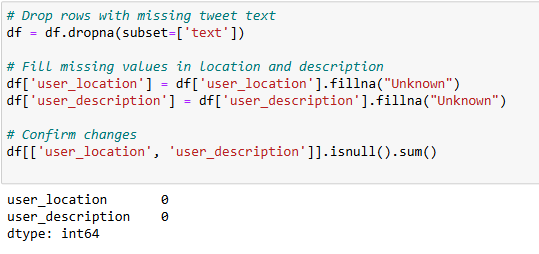 # Drop rows with missing tweet text
df = df.dropna(subset=['text'])
# Fill missing values in location and description
df['user_location'] = df['user_location'].fillna("Unknown")
df['user_description'] = df['user_description'].fillna("Unknown")
# Confirm changes
df[['user_location', 'user_description']].isnull().sum()
user_location       0
user_description    0
dtype: int64